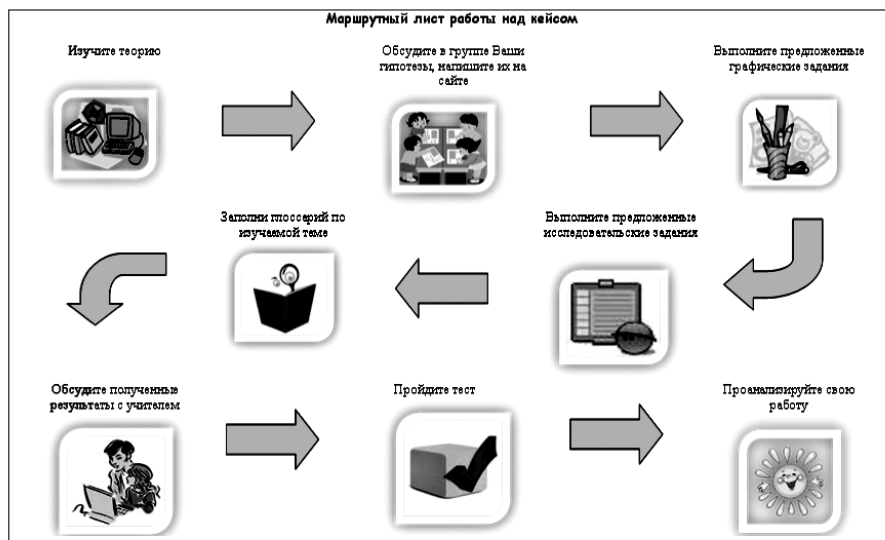 Маршрутный лист работы над кейсом
Изучите теорию
Обсудите в группе Ваши
гипотезы, напишите их на
сайте
Выполните предложенные
графические задания
Выполните предложенные
исследовательские задания
Заполни глоссарий по
изучаемой теме
Обсудите полученные
результаты с учителем
Пройдите тест
Проанализируйте свою
работу